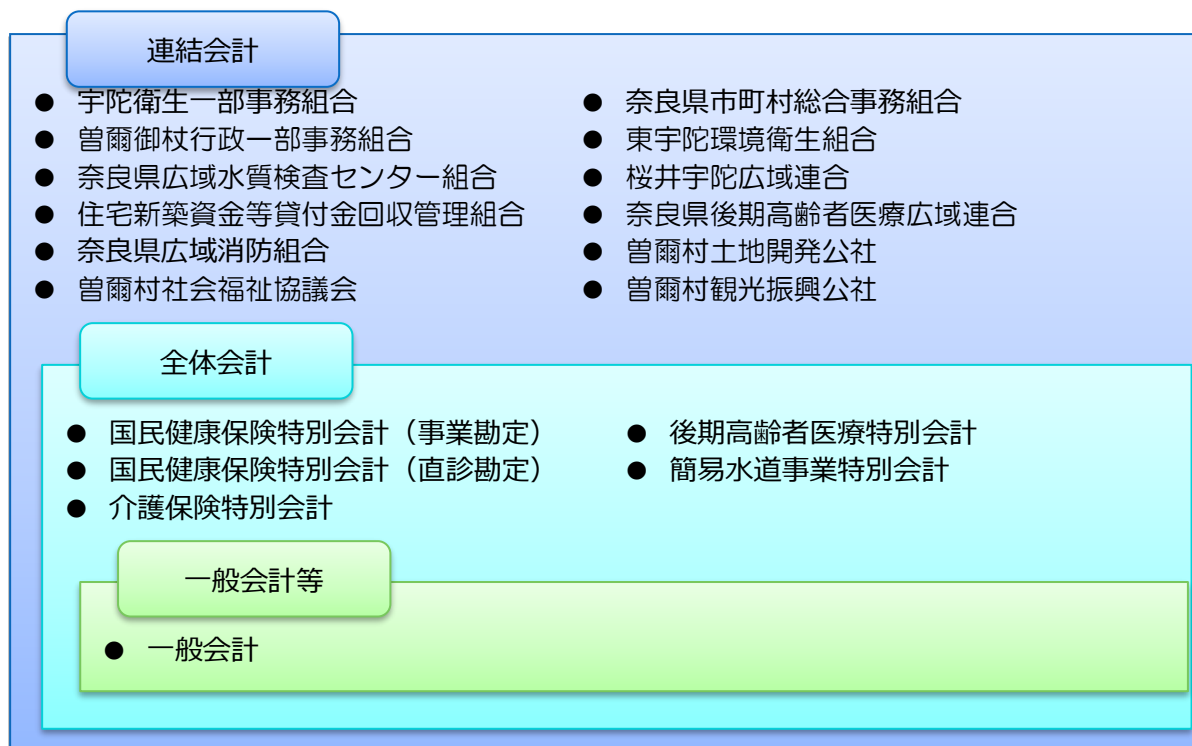 連結会計
● 宇陀衛生一部事務組合
● 曽爾御杖行政一部事務組合
● 奈良県広域水質検査センター組合
● 住宅新築資金等貸付金回収管理組合
● 奈良県広域消防組合
● 曽爾村社会福祉協議会
● 奈良県市町村総合事務組合
● 東宇陀環境衛生組合
● 桜井宇陀広域連合
● 奈良県後期高齢者医療広域連合
● 曽爾村土地開発公社
● 曽爾村観光振興公社
全体会計
● 国民健康保険特別会計（事業勘定）
● 国民健康保険特別会計（直診勘定）
● 介護保険特別会計
● 後期高齢者医療特別会計
● 簡易水道事業特別会計
一般会計等
● 一般会計